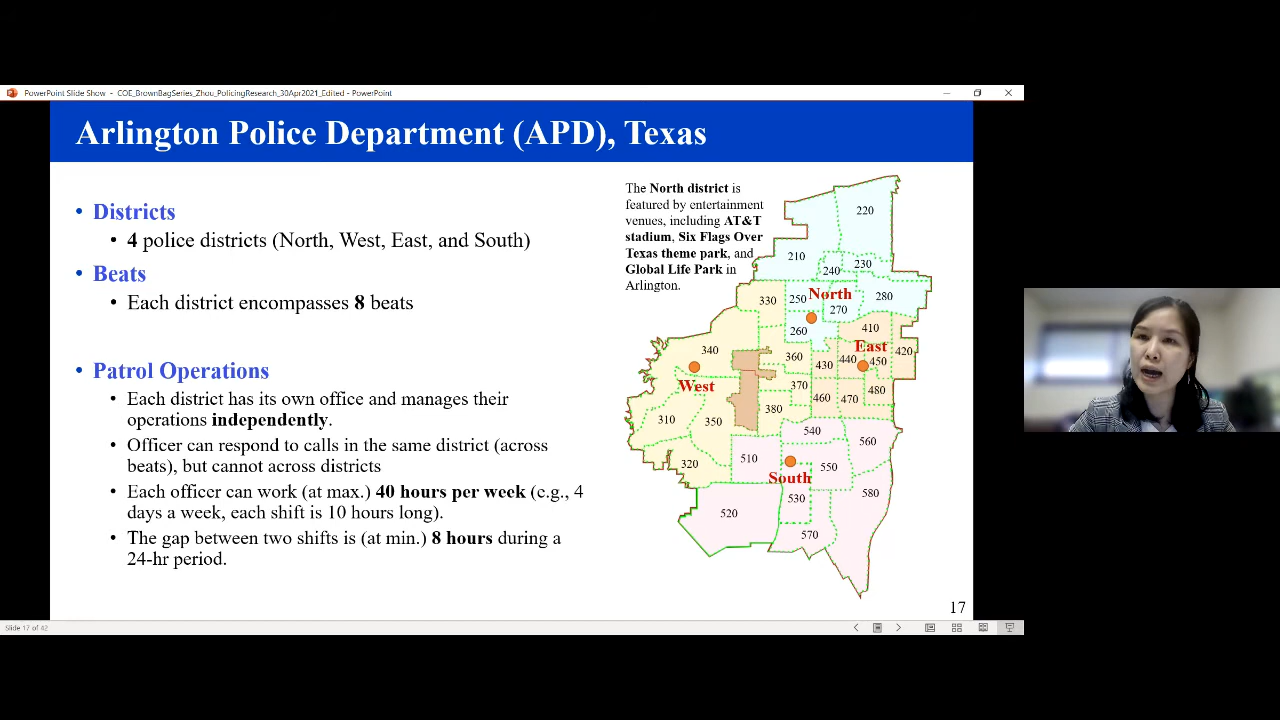 PowerPoint Slide Show - COE_BrownBagSeries_Zhou_PolicingResearch_30Apr2021_Edited - PowerPoint
Arlington Police Department (APD), Texas
• Districts
• 4 police districts (North, West, East, and South)
• Beats
• Each district encompasses 8 beats
• Patrol Operations
• Each district has its own office and manages their
operations independently.
• Officer can respond to calls in the same district (across
beats), but cannot across districts
• Each officer can work (at max.) 40 hours per week (e.g., 4
days a week, each shift is 10 hours long).
• The gap between two shifts is (at min.) 8 hours during a
24-hr period.
The North district is
featured by entertainment
venues, including AT&T
stadium, Six Flags Over
Texas theme park, and
Global Life Park in
Arlington.
220
210
240
230
330
250
North
280
270
260
410
340
360
East
420
430
440
450
West
370
480
460
470
380
310
350
540
560
320
510
550
South
580
530
520
570
17
Slide 17 of 42